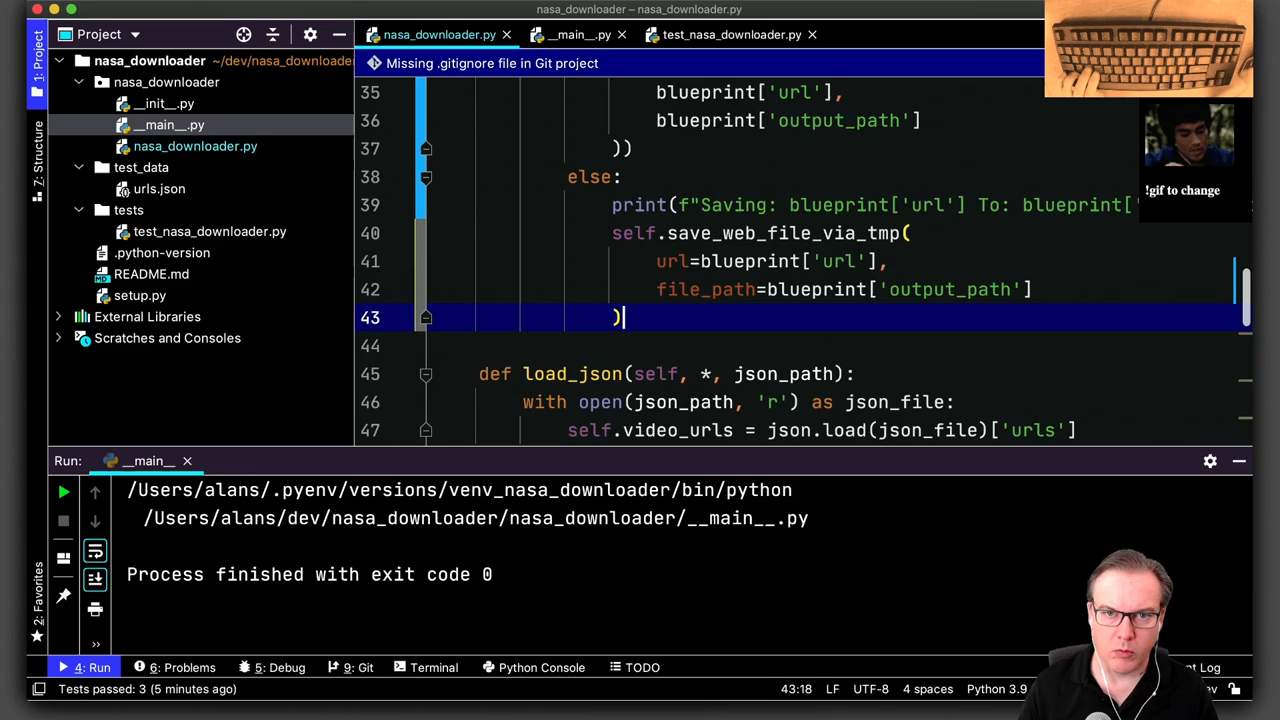 nasa_downloader – nasa_downloader.py
1: Project
Project
nasa_downloader.py
__main__.py
test_nasa_downloader.py
nasa_downloader ~/dev/nasa_downloader
Missing .gitignore file in Git project
nasa_downloader
__init__.py
__main__.py
nasa_downloader.py
test_data
urls.json
tests
test_nasa_downloader.py
.python-version
README.md
setup.py
External Libraries
Scratches and Consoles
7: Structure
35 blueprint['url'],
36 blueprint['output_path']
37 ))
38 else:
39 print(f"Saving: blueprint['url'] To: blueprint['
40 self.save_web_file_via_tmp(
41 url=blueprint['url'],
42 file_path=blueprint['output_path']
43 )
44
45 def load_json(self, *, json_path):
46 with open(json_path, 'r') as json_file:
47 self.video_urls = json.load(json_file)['urls']
!gif to change
Run: __main__
/Users/alans/.pyenv/versions/venv_nasa_downloader/bin/python
/Users/alans/dev/nasa_downloader/nasa_downloader/__main__.py
Process finished with exit code 0
2: Favorites
4: Run
6: Problems
5: Debug
9: Git
Terminal
Python Console
TODO
Log
Tests passed: 3 (5 minutes ago)
43:18
LF
UTF-8
4 spaces
Python 3.9